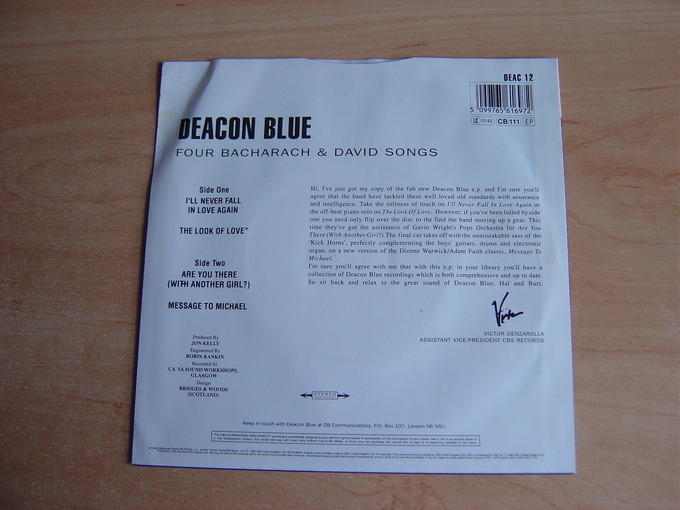 DEAC 12
5 099765 616972
LC 0149 CB 111 EP
DEACON BLUE
FOUR BACHARACH & DAVID SONGS
Side One
I'LL NEVER FALL
IN LOVE AGAIN
THE LOOK OF LOVE"
Side Two
ARE YOU THERE
(WITH ANOTHER GIRL?)
MESSAGE TO MICHAEL
Produced By
JON KELLY
Engineered By
ROBIN RANKIN
Recorded At
CA VA SOUND WORKSHOPS,
GLASGOW
Design
BRIDGES & WOODS
(SCOTLAND)
Hi, I've just got my copy of the fab new Deacon Blue e.p. and I'm sure you'll
agree that the band have tackled these well loved old standards with assurance
and intelligence. Take the softness of touch on I'll Never Fall In Love Again or
the off-beat piano solo on The Look Of Love. However, if you've been lulled by side
one you need only flip over the disc to find the band moving up a gear. This
time they've got the assistance of Gavin Wright's Pops Orchestra for Are You
There (With Another Girl?) The final cut takes off with the unmistakable sass of the
'Kick Horns', perfectly complementing the boys' guitars, drums and electronic
organ, on a new version of the Dionne Warwick/Adam Faith classic, Message To
Michael.
I'm sure you'll agree with me that with this e.p. in your library you'll have a
collection of Deacon Blue recordings which is both comprehensive and up to date.
So sit back and relax to the great sound of Deacon Blue, Hal and Burt.
VICTOR DENZAROLLA
ASSISTANT VICE-PRESIDENT CBS RECORDS
STEREO
Keep in touch with Deacon Blue at DB Communications, P.O. Box 107, London N6 5RU.